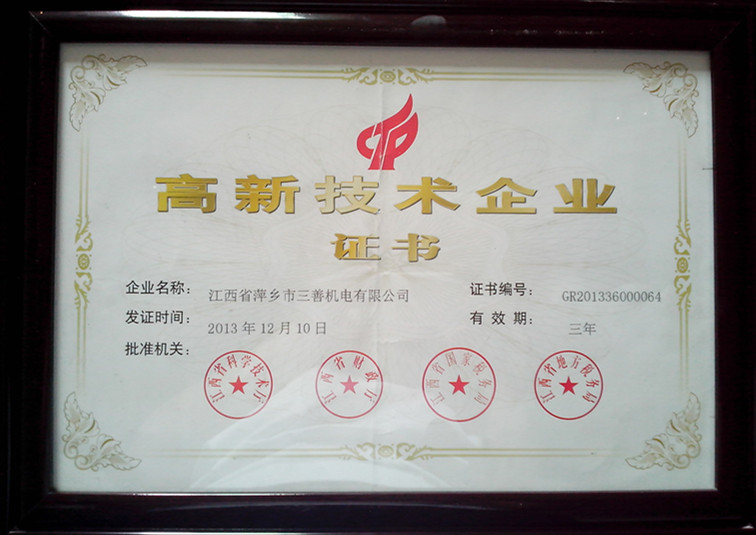 高新技术企业
证书
企业名称： 江西省萍乡市三善机电有限公司 证书编号： GR201336000064
发证时间： 2013年12月10日 有效期： 三年
批准机关：
江西省科学技术厅 江西省财政厅 江西省国家税务局 江西省地方税务局